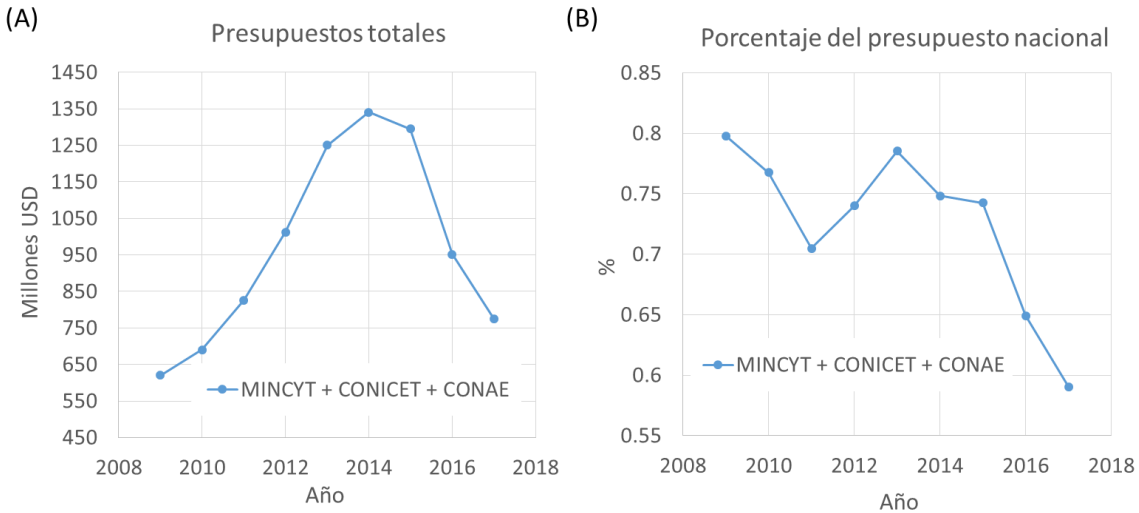 (A)
Presupuestos totales
Millones USD
1450
1350
1250
1150
1050
950
850
750
650
550
450
MINCYT + CONICET + CONAE
2008 2010 2012 2014 2016 2018
Año
(B)
Porcentaje del presupuesto nacional
%
0.85
0.8
0.75
0.7
0.65
0.6
0.55
MINCYT + CONICET + CONAE
2008 2010 2012 2014 2016 2018
Año